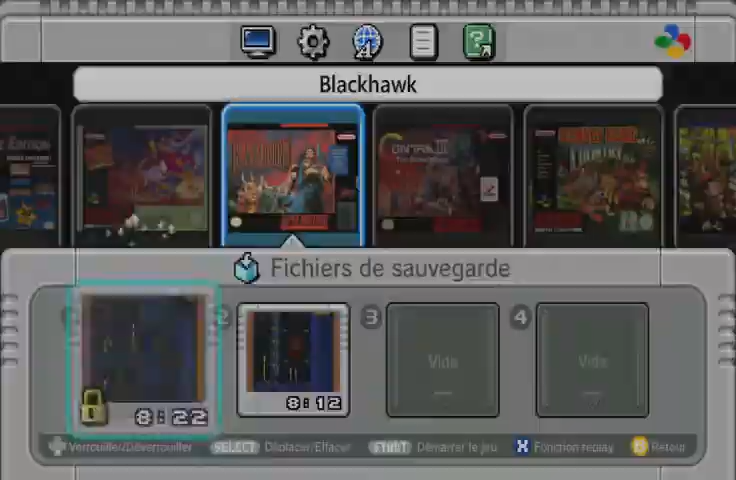 Blackhawk
Fichiers de sauvegarde
2
3
4
Vide
Vide
8:22
8:12
Verrouiller/Déverrouiller
SELECT Déplacer/Effacer
START Démarrer le jeu
X Fonction replay
Retour